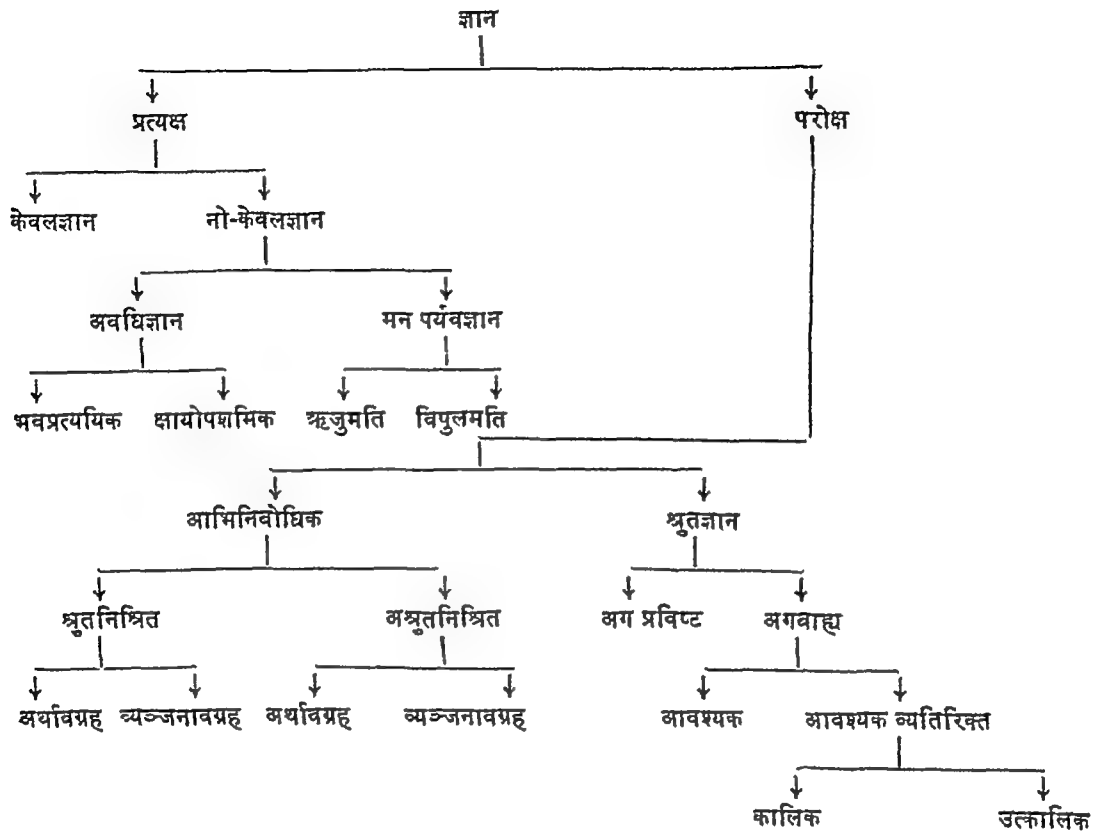 ज्ञान
प्रत्यक्ष परोक्ष
केवलज्ञान नो-केवलज्ञान
अवधिज्ञान मन पर्यवज्ञान
भवप्रत्ययिक क्षायोपशमिक ऋजुमति विपुलमति
आभिनिवोधिक श्रुतज्ञान
श्रुतनिश्रित अश्रुतनिश्रित अग प्रविष्ट अगवाह्य
अर्थावग्रह व्यञ्जनावग्रह अर्थावग्रह व्यञ्जनावग्रह आवश्यक आवश्यक व्यतिरिक्त
कालिक उत्कालिक